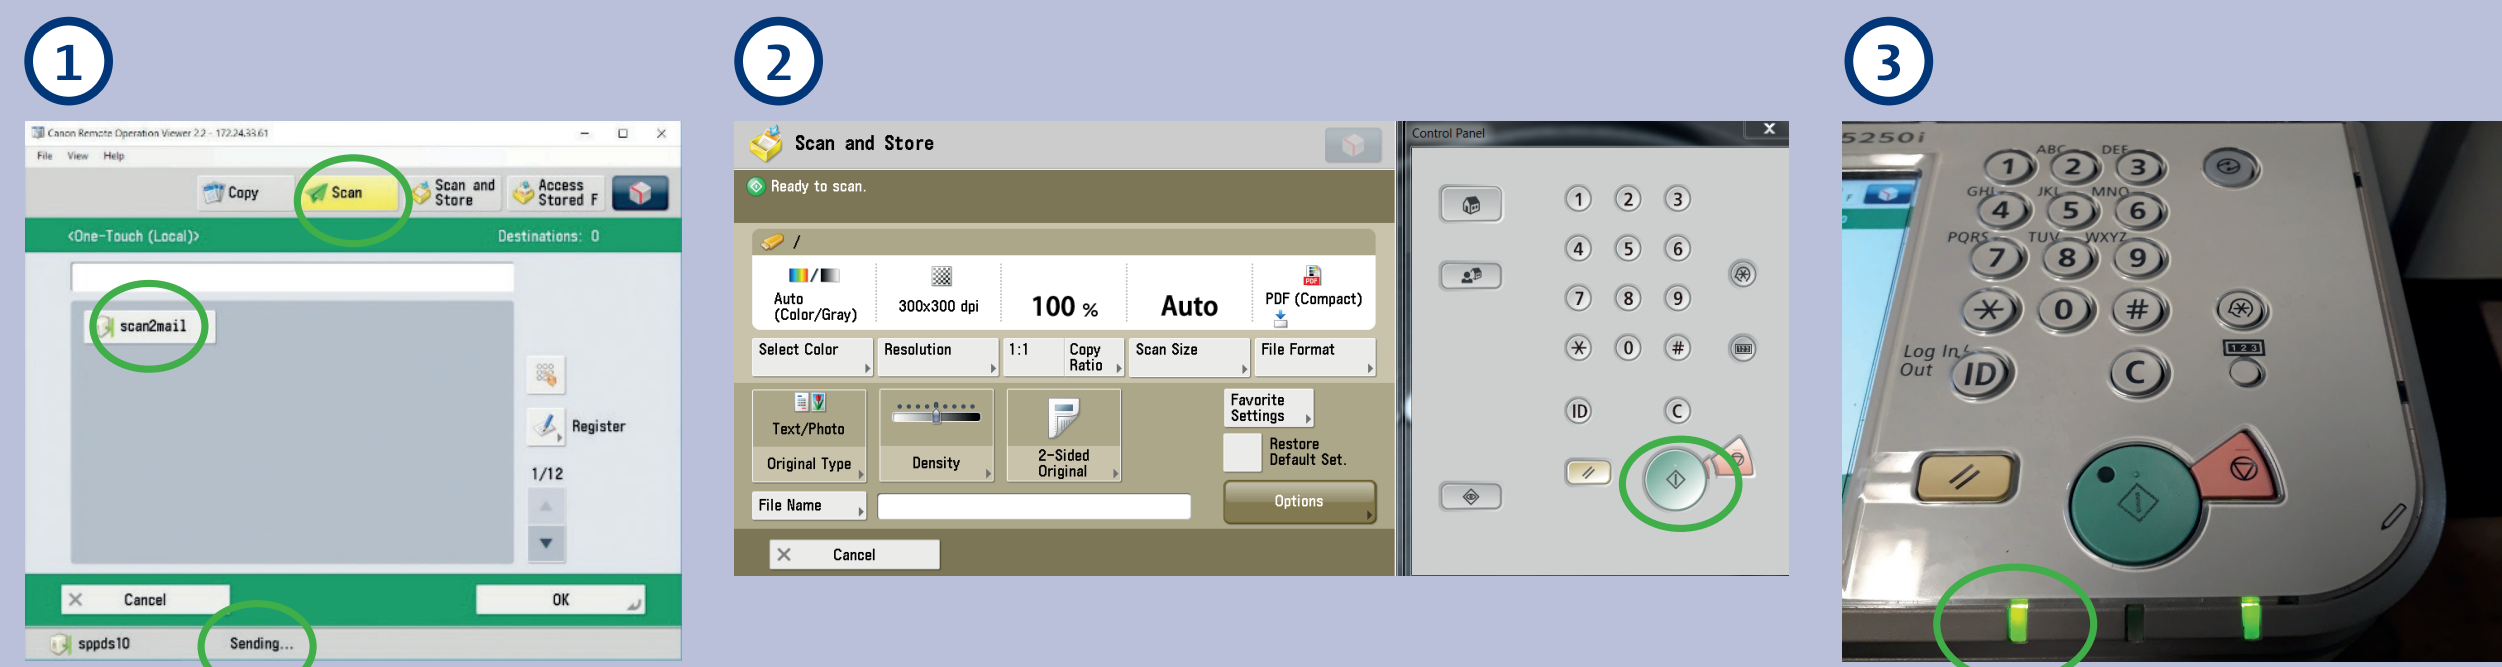 1
Canon Remote Operation Viewer 2.2 - 172.24.33.61
File View Help
Copy
Scan
Scan and
Store
Access
Stored F
<One-Touch (Local)>
Destinations: 0
scan2mail
Register
1/12
Cancel
OK
sppds10
Sending...
2
Scan and Store
Ready to scan.
/
Auto
(Color/Gray)
300x300 dpi
100 %
Auto
PDF
PDF (Compact)
Select Color
Resolution
1:1
Copy
Ratio
Scan Size
File Format
Text/Photo
Original Type
Density
2-Sided
Original
Favorite
Settings
Restore
Default Set.
File Name
Options
Cancel
Control Panel
X
1 2 3
4 5 6
7 8 9
* 0 #
ID C
3
5250i
ABC DEF
1 2 3
GHI JKL MNO
4 5 6
PQRS TUV WXYZ
7 8 9
* 0 #
Log In/
Out
ID
C
1 2 3